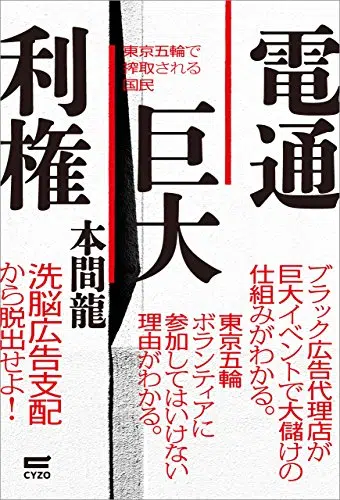 電通
巨大
利権
東京五輪で
搾取される
国民
本間龍
ブラック広告代理店が
巨大イベントで大儲けの
仕組みがわかる。
東京五輪
ボランティアに
参加してはいけない
理由がわかる。
洗脳広告支配
から脱出せよ！
CYZO